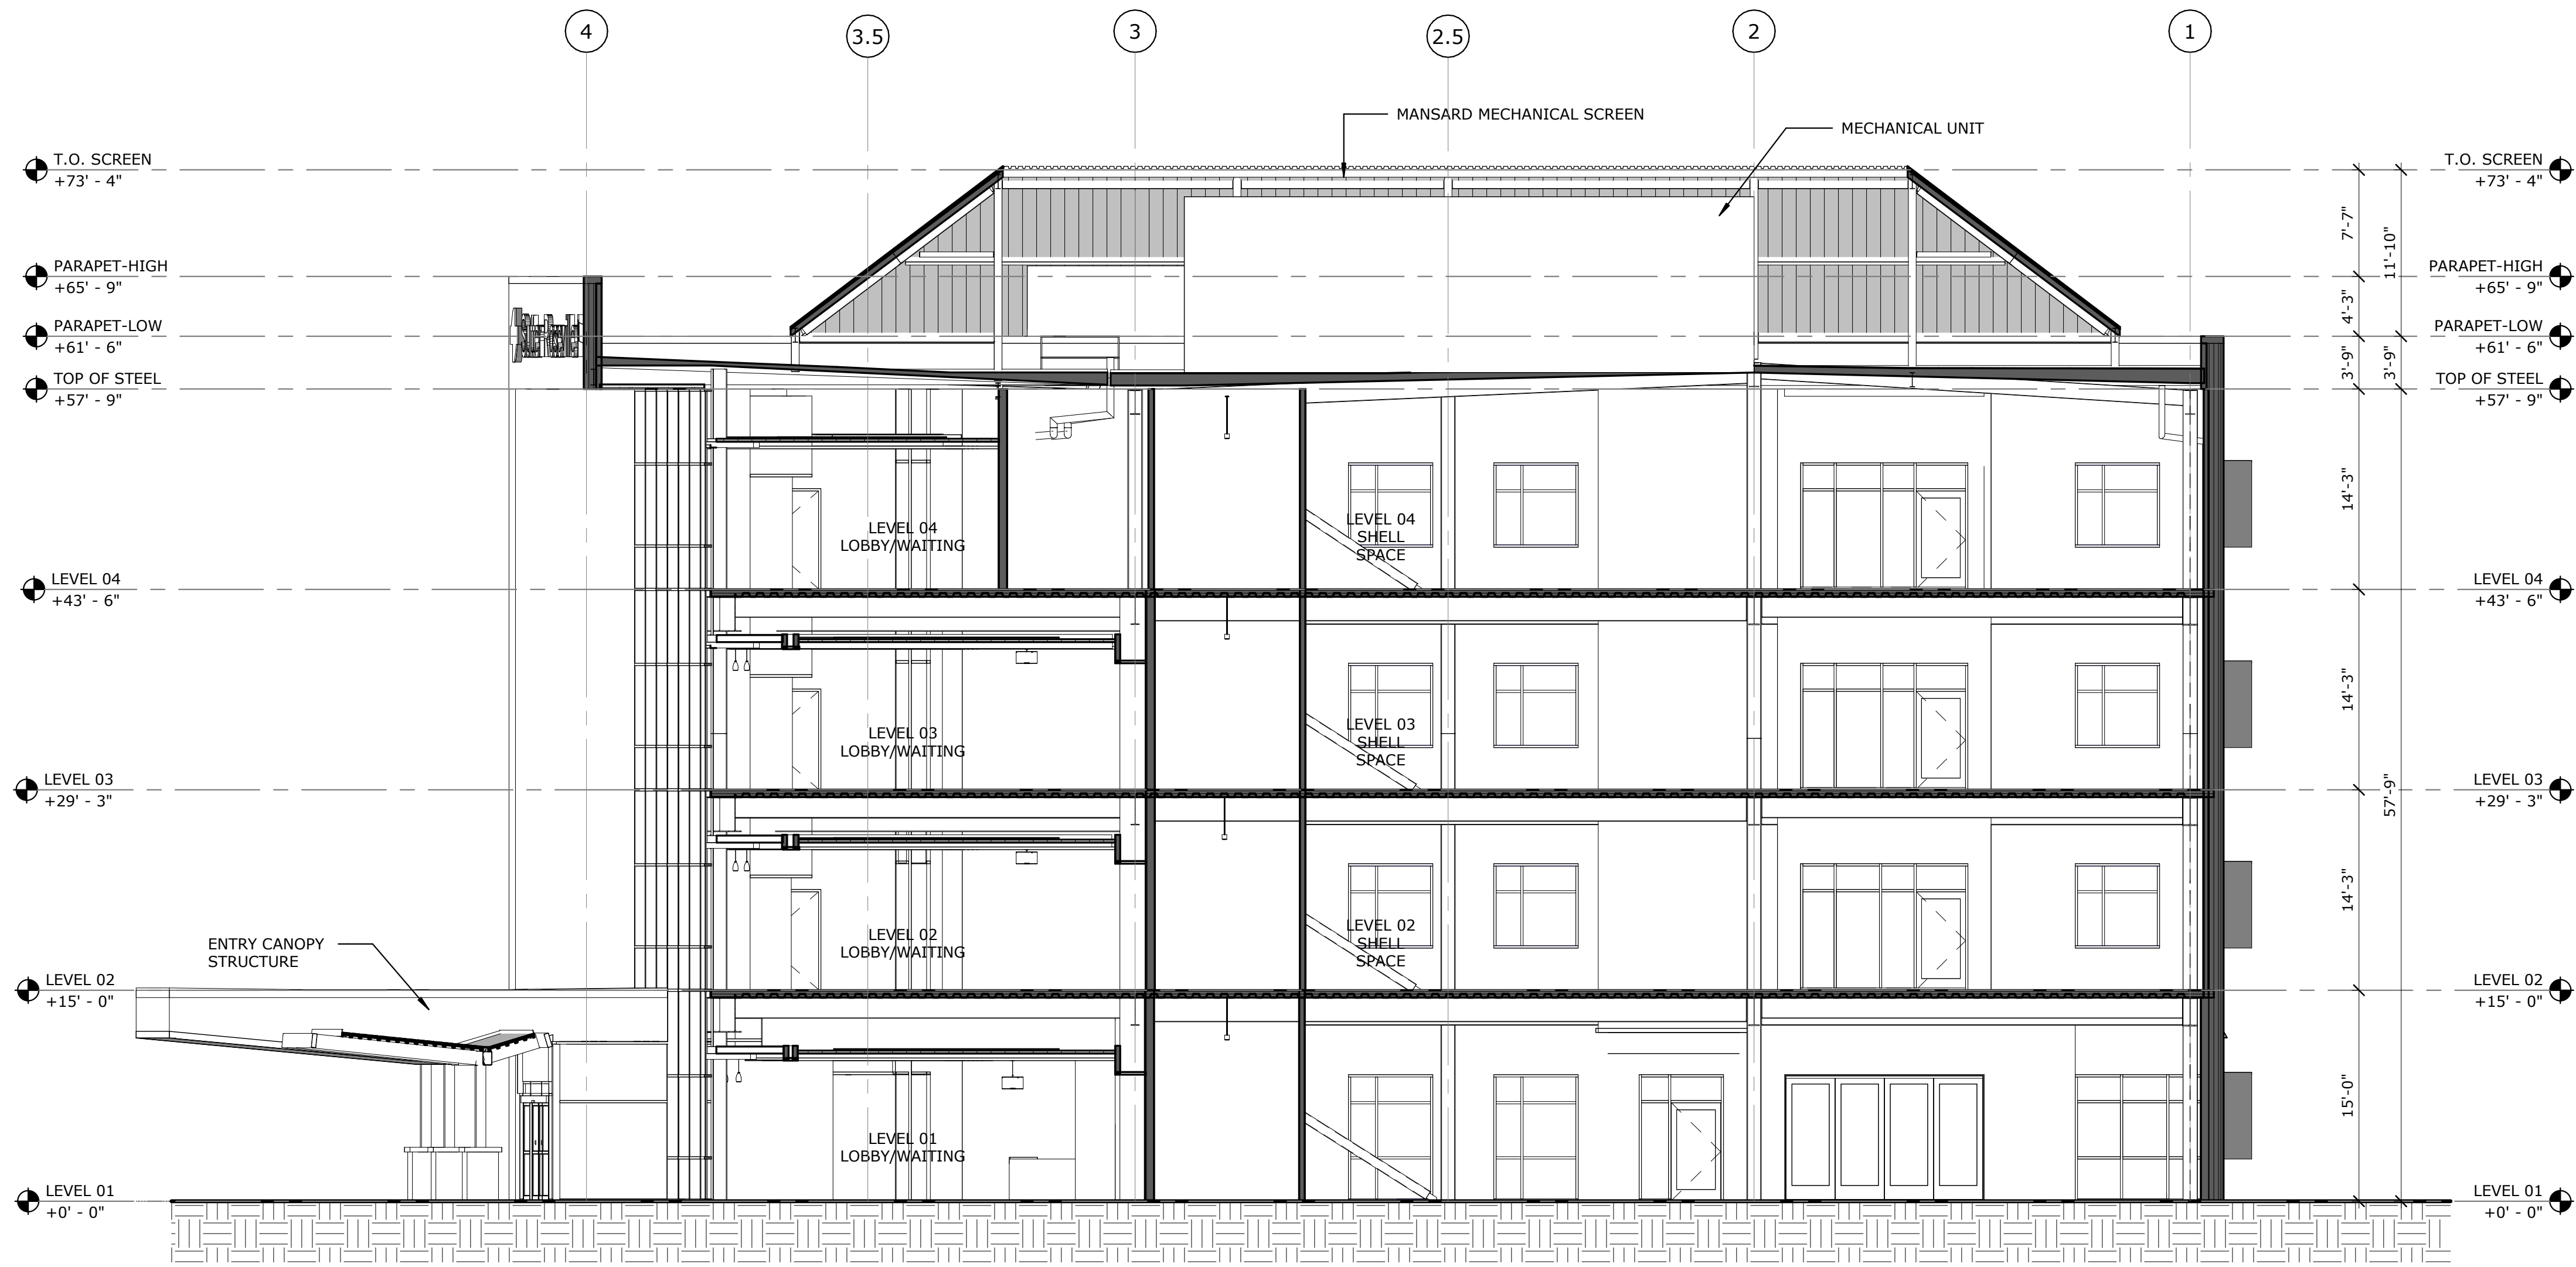 4
3.5
3
2.5
2
1
MANSARD MECHANICAL SCREEN
MECHANICAL UNIT
T.O. SCREEN
+73' - 4"
T.O. SCREEN
+73' - 4"
7'-7"
11'-10"
PARAPET-HIGH
+65' - 9"
PARAPET-HIGH
+65' - 9"
4'-3"
PARAPET-LOW
+61' - 6"
PARAPET-LOW
+61' - 6"
3'-9"
3'-9"
TOP OF STEEL
+57' - 9"
TOP OF STEEL
+57' - 9"
14'-3"
LEVEL 04
LOBBY/WAITING
LEVEL 04
SHELL
SPACE
LEVEL 04
+43' - 6"
LEVEL 04
+43' - 6"
14'-3"
LEVEL 03
LOBBY/WAITING
LEVEL 03
SHELL
SPACE
LEVEL 03
+29' - 3"
LEVEL 03
+29' - 3"
57'-9"
14'-3"
LEVEL 02
LOBBY/WAITING
LEVEL 02
SHELL
SPACE
ENTRY CANOPY
STRUCTURE
LEVEL 02
+15' - 0"
LEVEL 02
+15' - 0"
15'-0"
LEVEL 01
LOBBY/WAITING
LEVEL 01
+0' - 0"
LEVEL 01
+0' - 0"